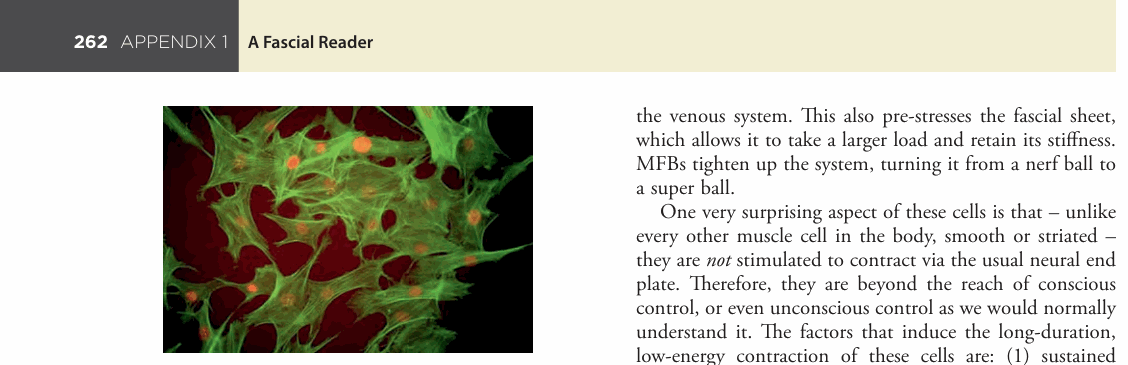 262 APPENDIX 1 A Fascial Reader
the venous system. This also pre-stresses the fascial sheet,
which allows it to take a larger load and retain its stiffness.
MFBs tighten up the system, turning it from a nerf ball to
a super ball.
One very surprising aspect of these cells is that – unlike
every other muscle cell in the body, smooth or striated –
they are not stimulated to contract via the usual neural end
plate. Therefore, they are beyond the reach of conscious
control, or even unconscious control as we would normally
understand it. The factors that induce the long-duration,
low-energy contraction of these cells are: (1) sustained